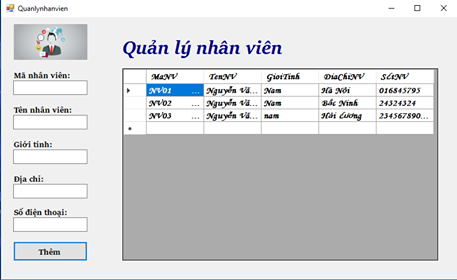 Quanlynhanvien
Quản lý nhân viên
Mã nhân viên:
Tên nhân viên:
Giới tính:
Địa chỉ:
Số điện thoại:
Thêm
MaNV TenNV GioiTinh DiaChiNV SĐTNV
NV01 ... Nguyễn Vă... Nam Hà Nôi 016845795
NV02 ... Nguyễn Vă... Nam Bắc Ninh 24324324
NV03 ... Nguyễn Vă... nam Hải Dương 234567890...